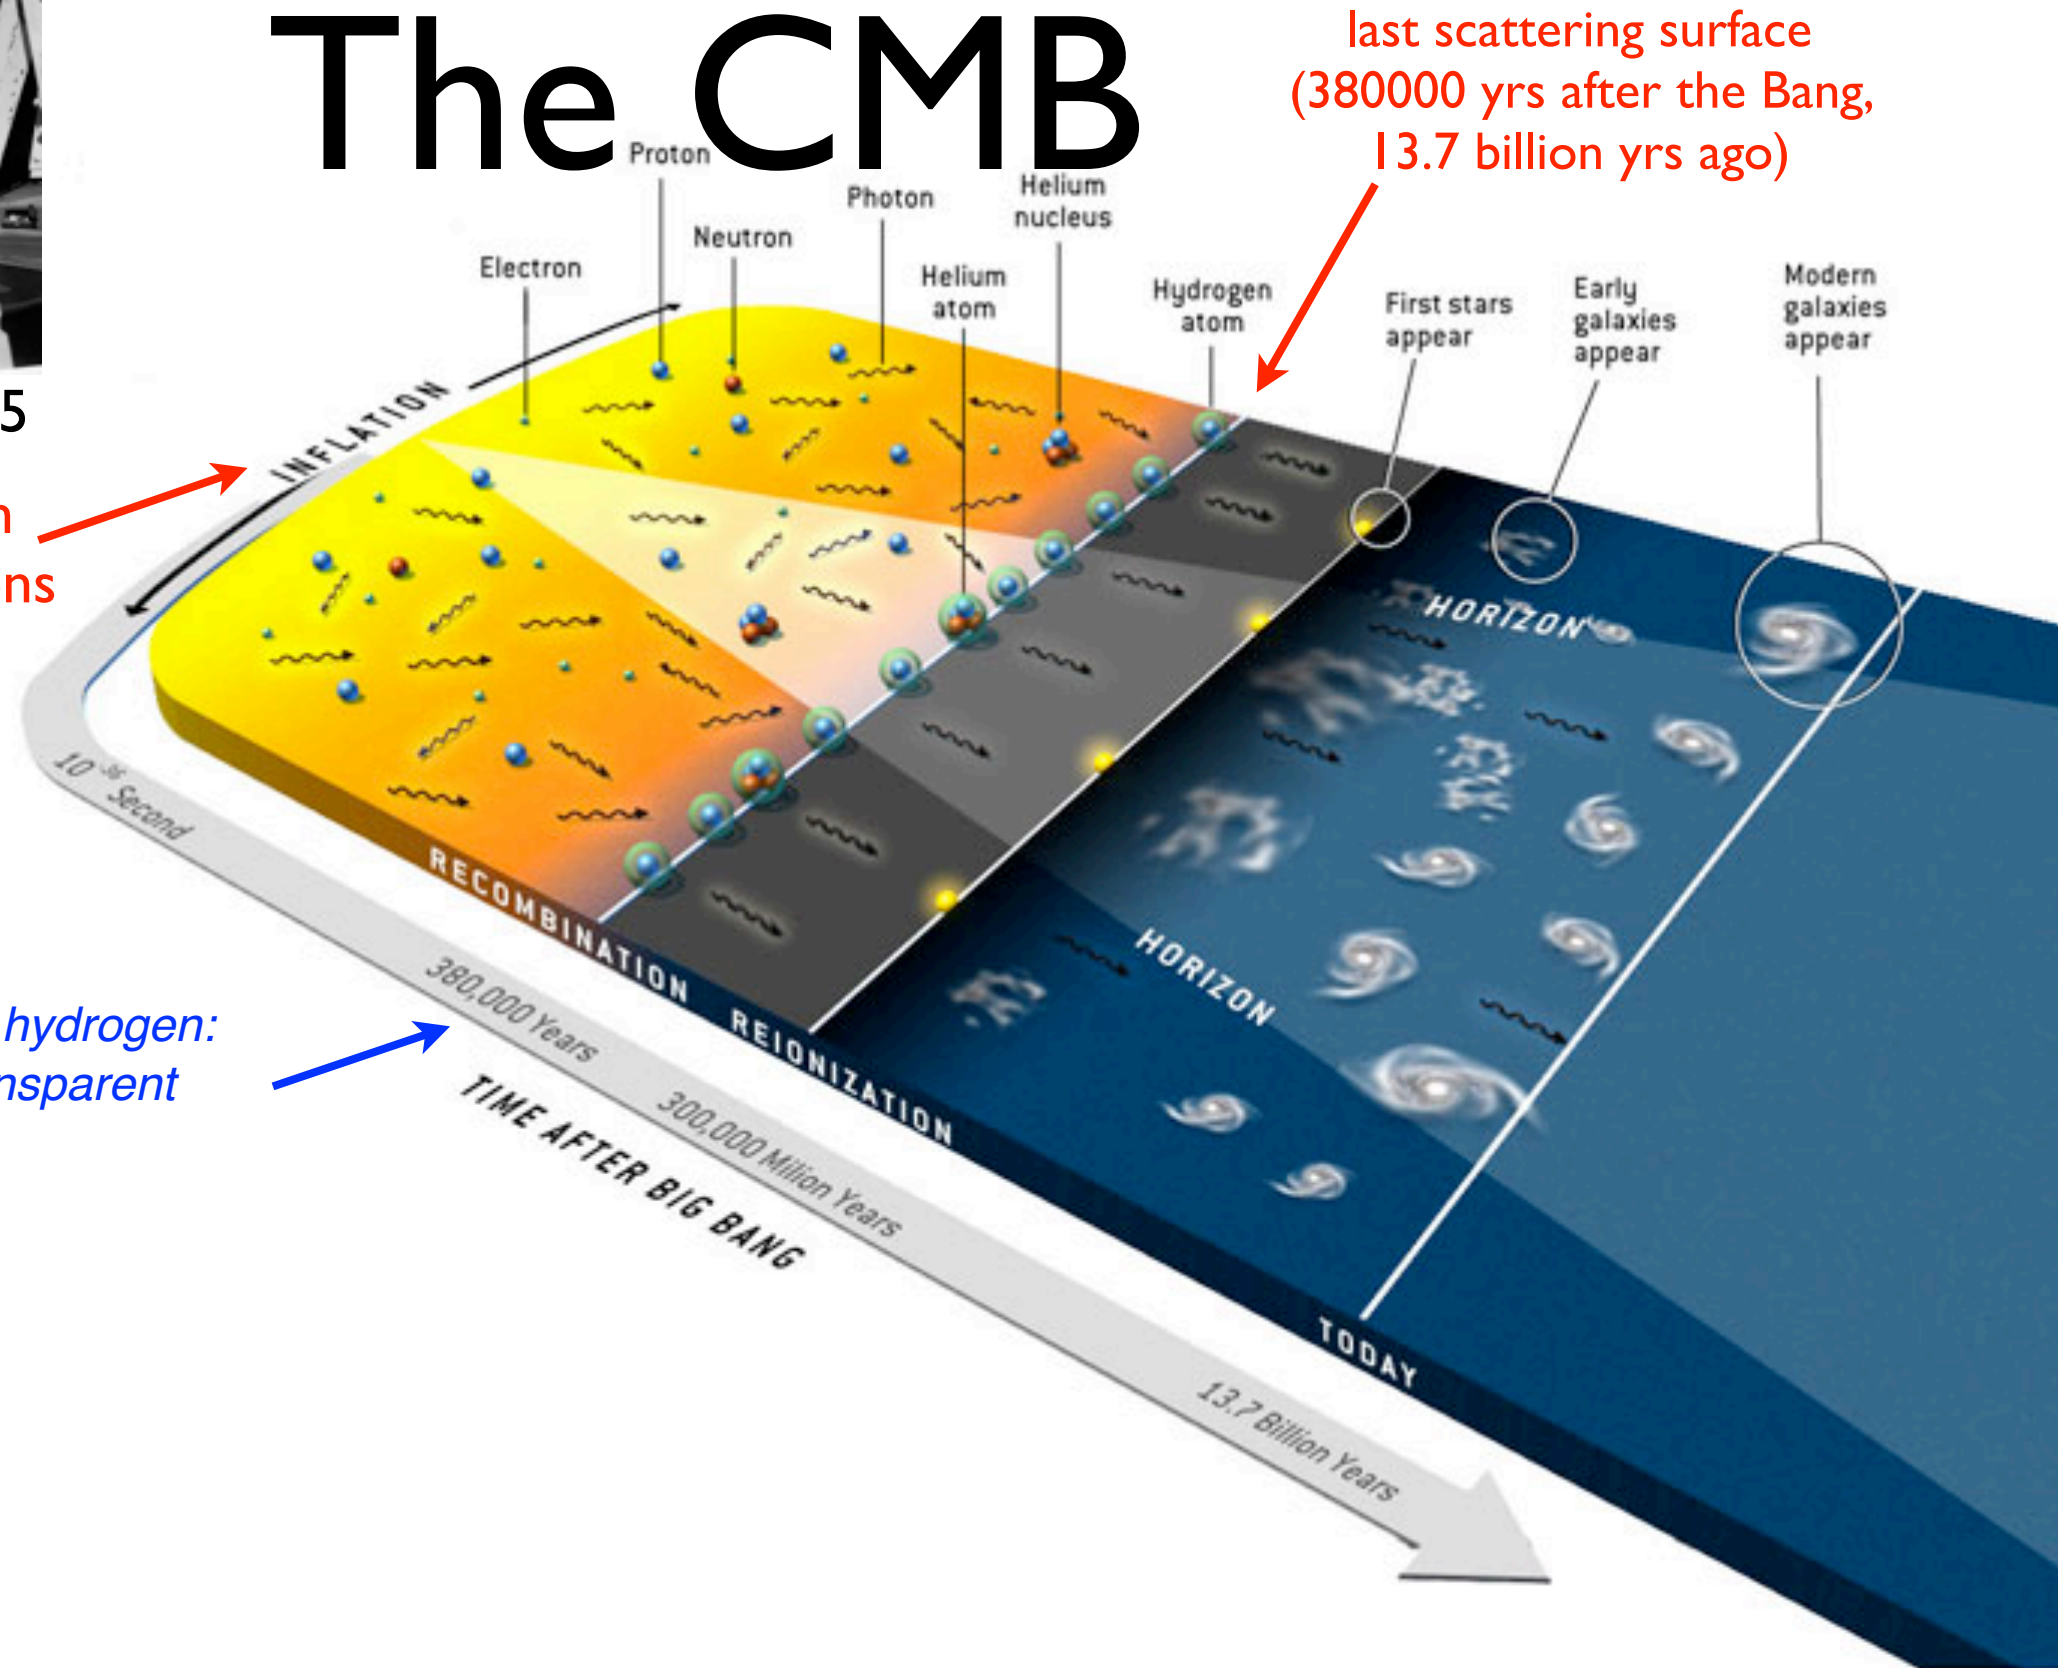 The CMB
last scattering surface
(380000 yrs after the Bang,
13.7 billion yrs ago)
Proton
Photon
Helium
nucleus
Neutron
Electron
Helium
atom
Hydrogen
atom
First stars
appear
Early
galaxies
appear
Modern
galaxies
appear
5
INFLATION
ns
HORIZON
HORIZON
10⁻³⁶ Second
RECOMBINATION
REIONIZATION
hydrogen:
nsparent
380,000 Years
300,000 Milion Years
TIME AFTER BIG BANG
TODAY
13.7 Billion Years